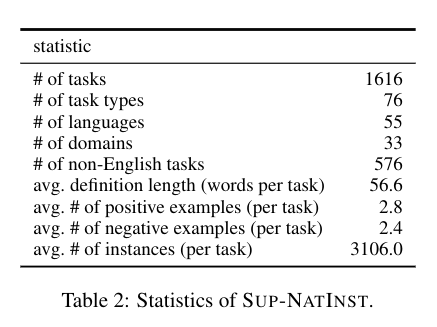 statistic
# of tasks 1616
# of task types 76
# of languages 55
# of domains 33
# of non-English tasks 576
avg. definition length (words per task) 56.6
avg. # of positive examples (per task) 2.8
avg. # of negative examples (per task) 2.4
avg. # of instances (per task) 3106.0
Table 2: Statistics of SUP-NATINST.